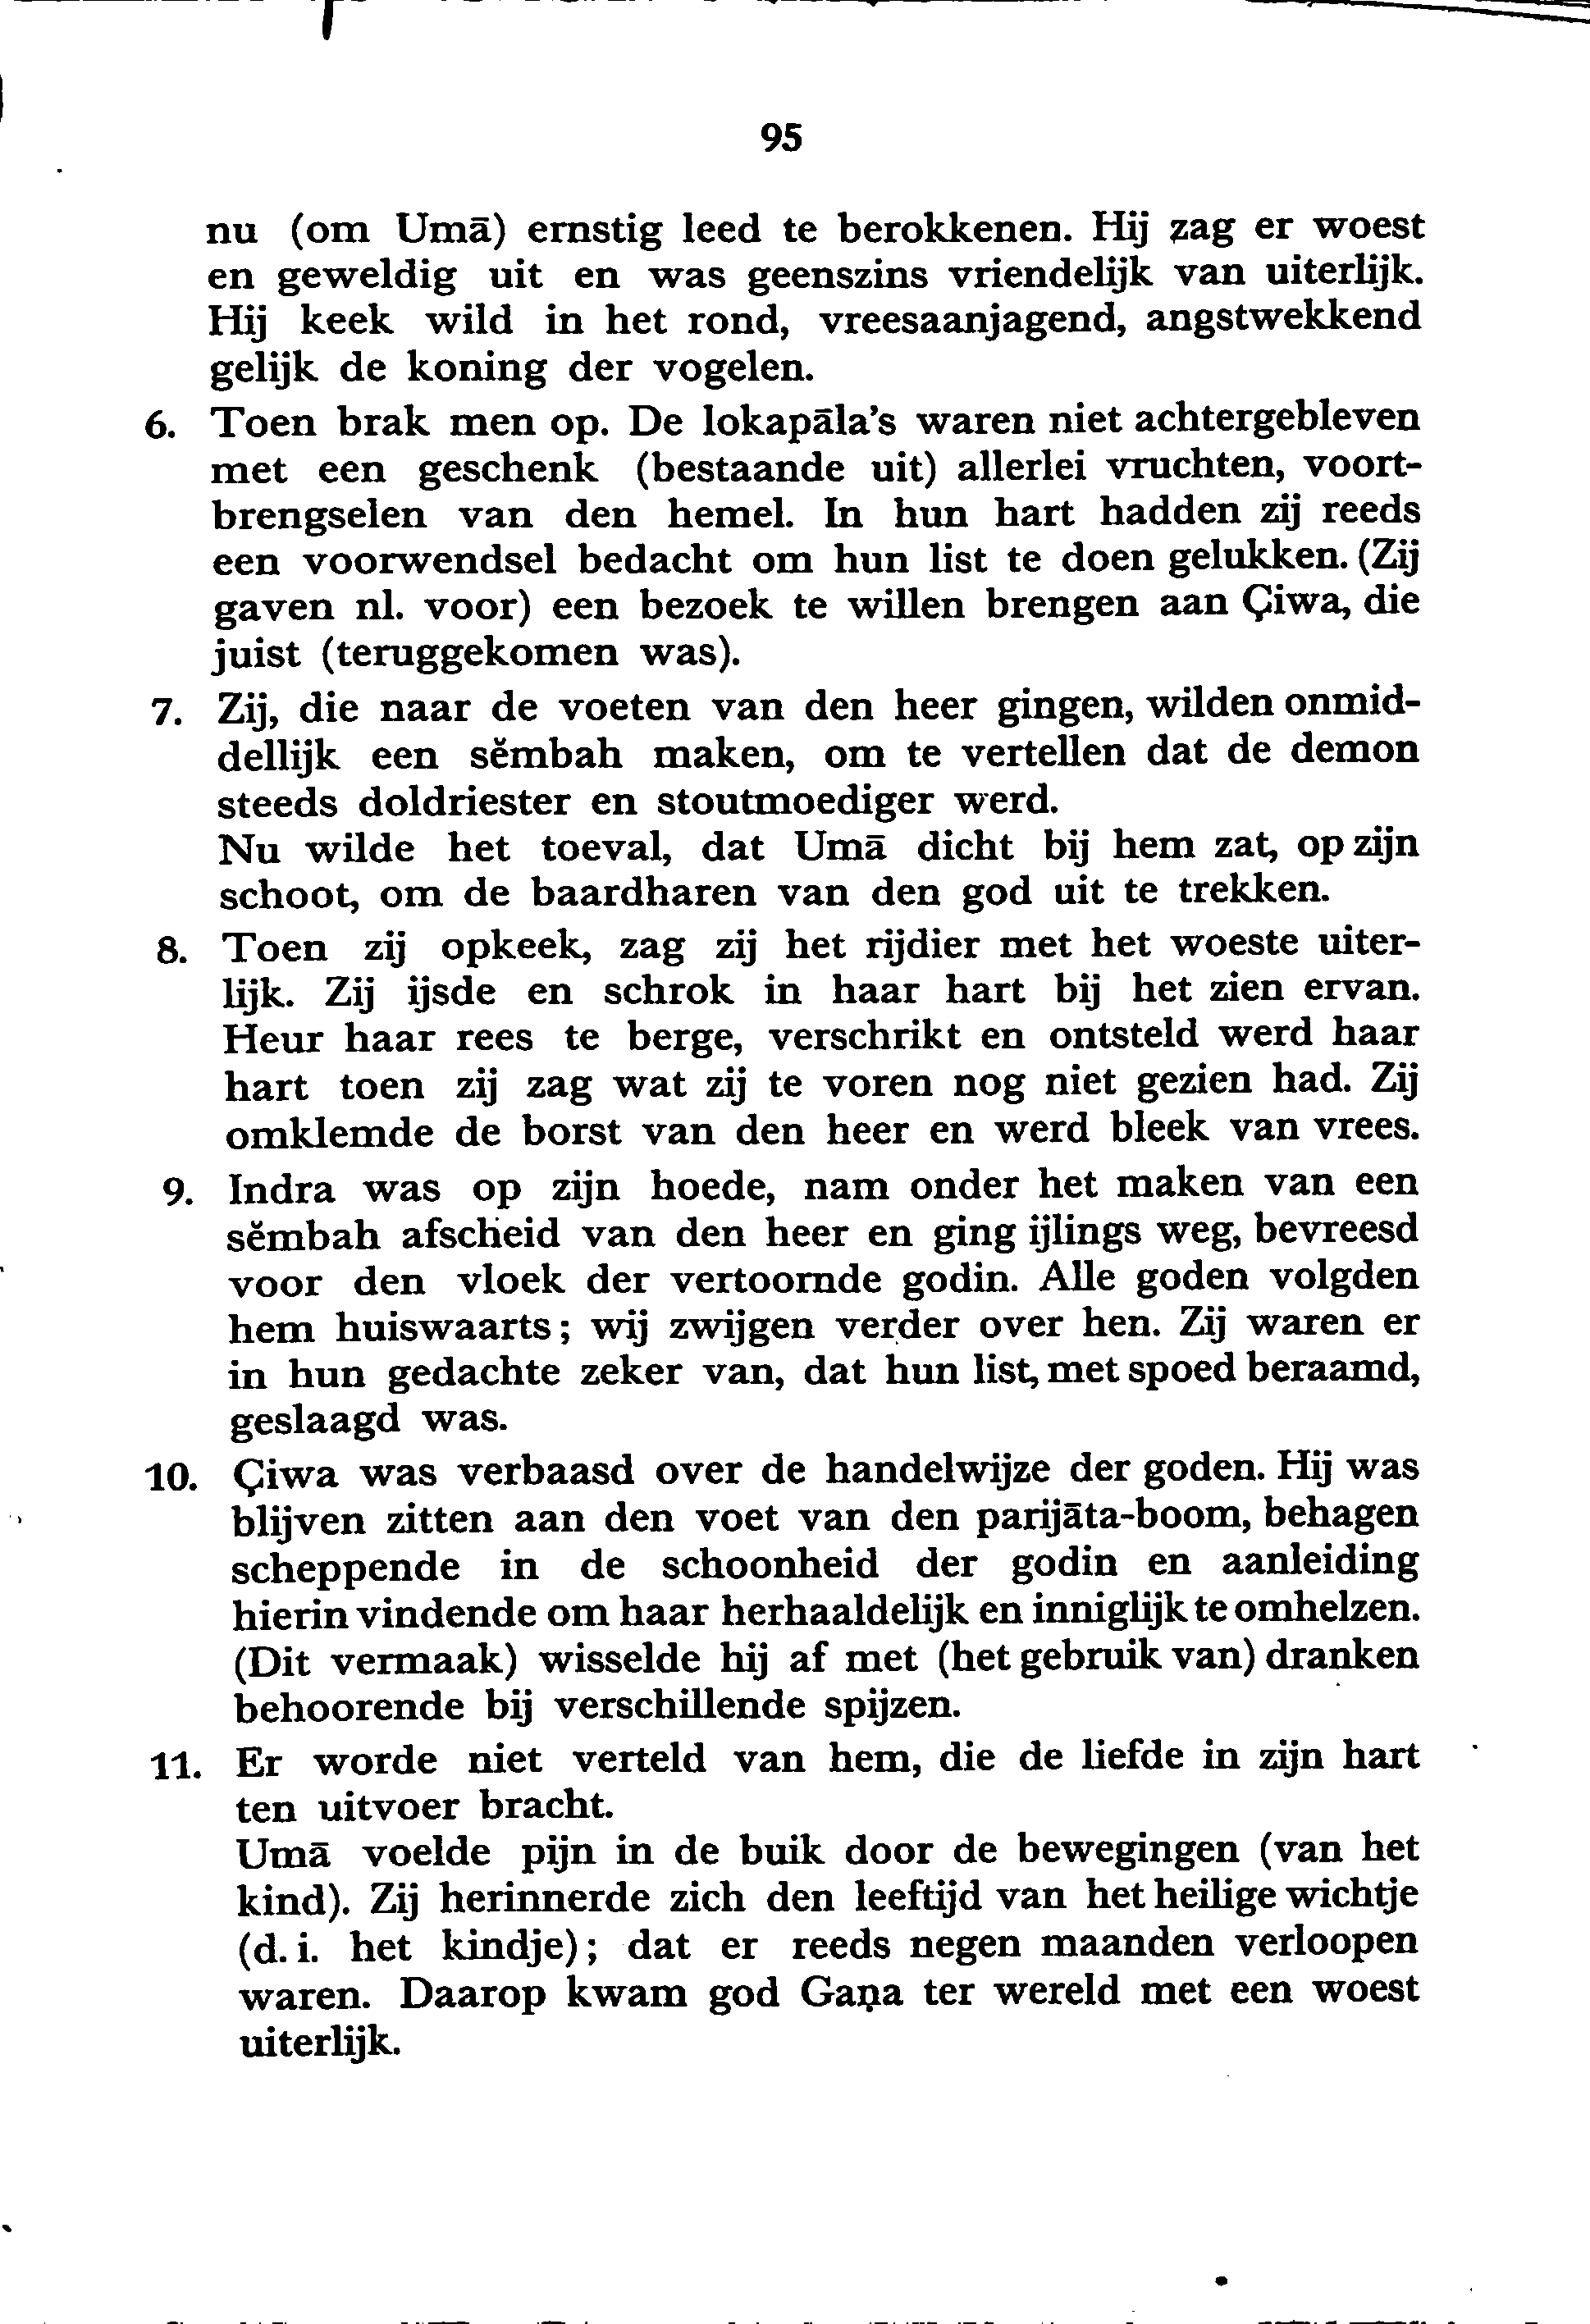 95
nu (om Umā) ernstig leed te berokkenen. Hij zag er woest
en geweldig uit en was geenszins vriendelijk van uiterlijk.
Hij keek wild in het rond, vreesaanjagend, angstwekkend
gelijk de koning der vogelen.
6. Toen brak men op. De lokapāla's waren niet achtergebleven
met een geschenk (bestaande uit) allerlei vruchten, voort-
brengselen van den hemel. In hun hart hadden zij reeds
een voorwendsel bedacht om hun list te doen gelukken. (Zij
gaven nl. voor) een bezoek te willen brengen aan Çiwa, die
juist (teruggekomen was).
7. Zij, die naar de voeten van den heer gingen, wilden onmid-
dellijk een sĕmbah maken, om te vertellen dat de demon
steeds doldriester en stoutmoediger werd.
Nu wilde het toeval, dat Umā dicht bij hem zat, op zijn
schoot, om de baardharen van den god uit te trekken.
8. Toen zij opkeek, zag zij het rijdier met het woeste uiter-
lijk. Zij ijsde en schrok in haar hart bij het zien ervan.
Heur haar rees te berge, verschrikt en ontsteld werd haar
hart toen zij zag wat zij te voren nog niet gezien had. Zij
omklemde de borst van den heer en werd bleek van vrees.
9. Indra was op zijn hoede, nam onder het maken van een
sĕmbah afscheid van den heer en ging ijlings weg, bevreesd
voor den vloek der vertoornde godin. Alle goden volgden
hem huiswaarts; wij zwijgen verder over hen. Zij waren er
in hun gedachte zeker van, dat hun list, met spoed beraamd,
geslaagd was.
10. Çiwa was verbaasd over de handelwijze der goden. Hij was
blijven zitten aan den voet van den parijāta-boom, behagen
scheppende in de schoonheid der godin en aanleiding
hierin vindende om haar herhaaldelijk en inniglijk te omhelzen.
(Dit vermaak) wisselde hij af met (het gebruik van) dranken
behoorende bij verschillende spijzen.
11. Er worde niet verteld van hem, die de liefde in zijn hart
ten uitvoer bracht.
Umā voelde pijn in de buik door de bewegingen (van het
kind). Zij herinnerde zich den leeftijd van het heilige wichtje
(d. i. het kindje); dat er reeds negen maanden verloopen
waren. Daarop kwam god Gaṇa ter wereld met een woest
uiterlijk.